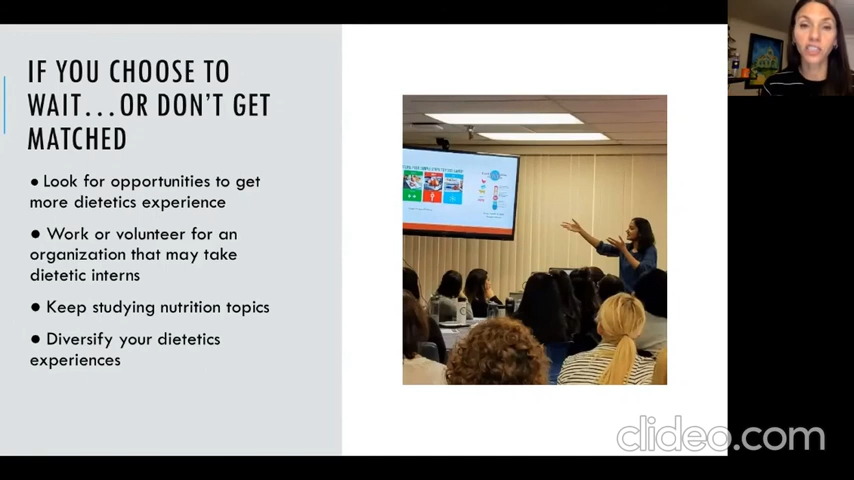 IF YOU CHOOSE TO
WAIT...OR DON'T GET
MATCHED
● Look for opportunities to get
more dietetics experience
● Work or volunteer for an
organization that may take
dietetic interns
● Keep studying nutrition topics
● Diversify your dietetics
experiences
clideo.com